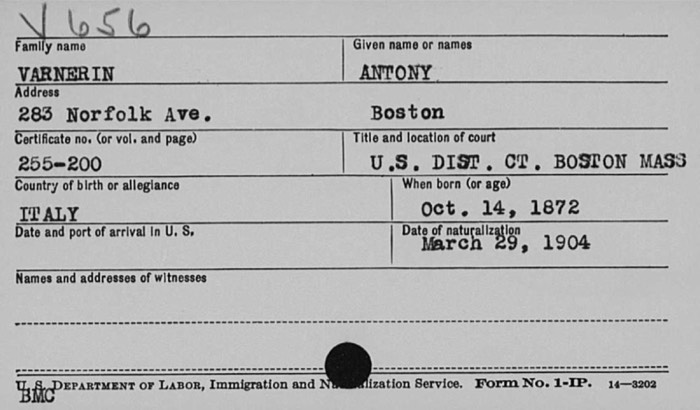 V 656
Family name Given name or names
VARNERIN ANTONY
Address
283 Norfolk Ave. Boston
Certificate no. (or vol. and page) Title and location of court
255-200 U.S. DIST. CT. BOSTON MASS
Country of birth or allegiance When born (or age)
ITALY Oct. 14, 1872
Date and port of arrival in U. S. Date of naturalization
March 29, 1904
Names and addresses of witnesses
U. S. DEPARTMENT OF LABOR, Immigration and Naturalization Service. Form No. 1-IP. 14—3202
BMC